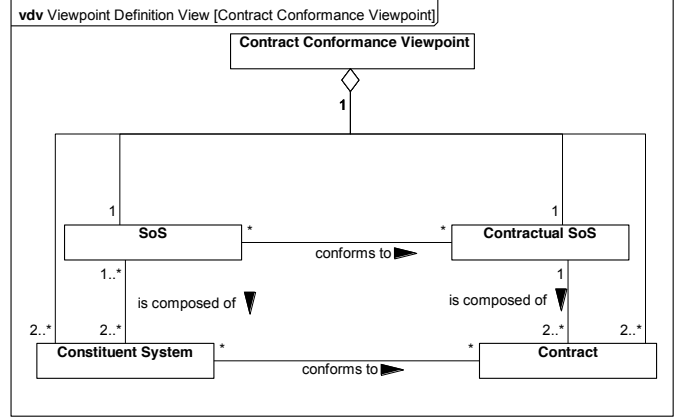 vdv Viewpoint Definition View [Contract Conformance Viewpoint]
Contract Conformance Viewpoint
1
1
1
SoS
*
*
Contractual SoS
conforms to
1..*
1
is composed of
is composed of
2..*
2..*
2..*
2..*
Constituent System
*
*
Contract
conforms to